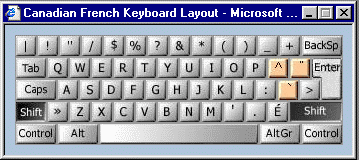 Canadian French Keyboard Layout - Microsoft ...
| ! " / $ % ? & * ( ) _ + BackSp
Tab Q W E R T Y U I O P ^ ¨ Enter
Caps A S D F G H J K L : ` >
Shift » Z X C V B N M ' . É Shift
Control Alt AltGr Control